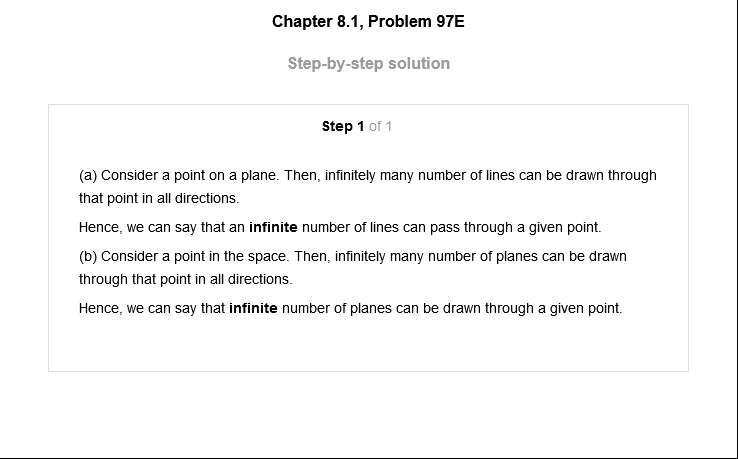 Chapter 8.1, Problem 97E
Step-by-step solution
Step 1 of 1
(a) Consider a point on a plane. Then, infinitely many number of lines can be drawn through
that point in all directions.
Hence, we can say that an infinite number of lines can pass through a given point.
(b) Consider a point in the space. Then, infinitely many number of planes can be drawn
through that point in all directions.
Hence, we can say that infinite number of planes can be drawn through a given point.